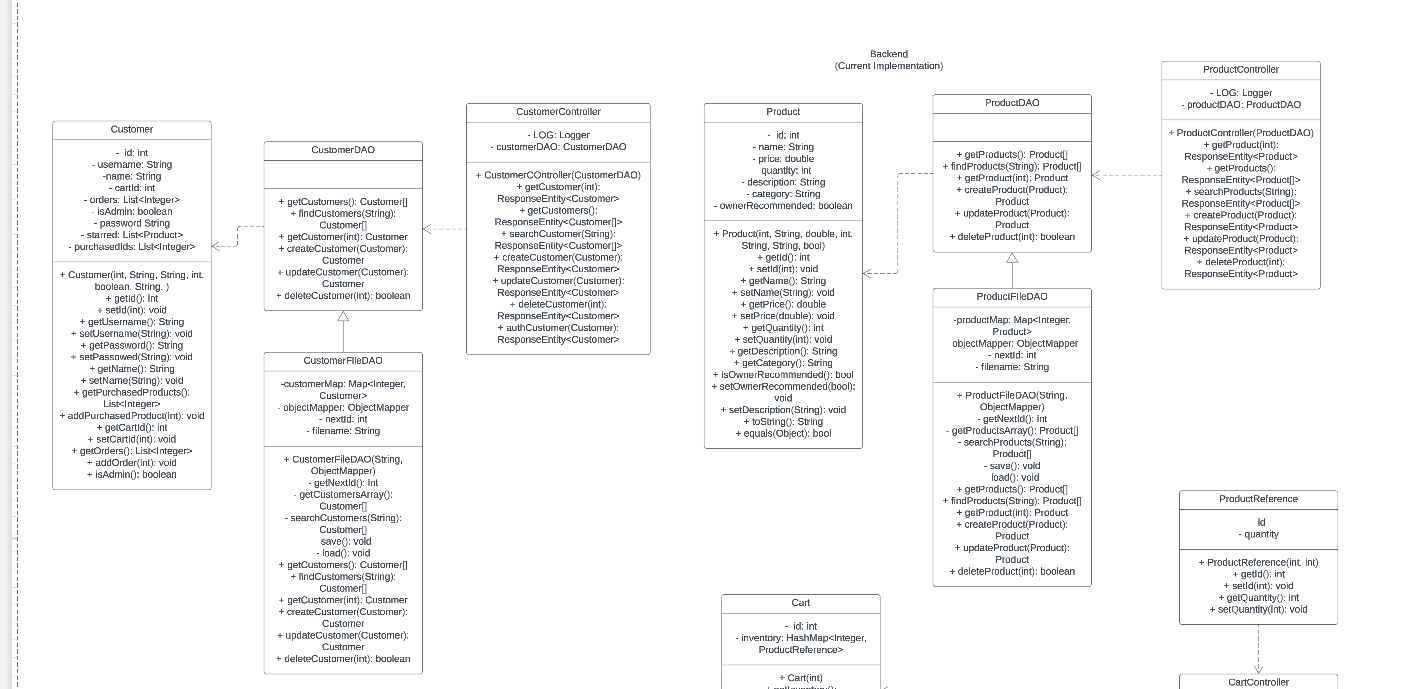 Backend
(Current Implementation)
Customer
- id: int
- username: String
-name: String
- cartId: int
- orders: List<Integer>
- isAdmin: boolean
- password String
- starred: List<Product>
- purchasedIds: List<Integer>
+ Customer(int, String, String, int.
boolean. String. )
+ getId(): int
+ setId(int): void
+ getUsername(): String
+ setUsername(String): void
+ getPassword(): String
+ setPassowed(String): void
+ getName(): String
+ setName(String): void
+ getPurchasedProducts():
List<Integer>
+ addPurchasedProduct(int): void
+ getCartId(): int
+ setCartId(int): void
+ getOrders(): List<Integer>
+ addOrder(int): void
+ isAdmin(): boolean
CustomerDAO
+ getCustomers(): Customer[]
+ findCustomers(String):
Customer[]
+ getCustomer(int): Customer
+ createCustomer(Customer):
Customer
+ updateCustomer(Customer):
Customer
+ deleteCustomer(int): boolean
CustomerFileDAO
-customerMap: Map<Integer,
Customer>
- objectMapper: ObjectMapper
- nextId: int
- filename: String
+ CustomerFileDAO(String,
ObjectMapper)
- getNextId(): int
- getCustomersArray():
Customer[]
- searchCustomers(String):
Customer[]
save(): void
- load(): void
+ getCustomers(): Customer[]
+ findCustomers(String):
Customer[]
+ getCustomer(int): Customer
+ createCustomer(Customer):
Customer
+ updateCustomer(Customer):
Customer
+ deleteCustomer(int): boolean
CustomerController
- LOG: Logger
- customerDAO: CustomerDAO
+ CustomerCOntroller(CustomerDAO)
+ getCustomer(int):
ResponseEntity<Customer>
+ getCustomers():
ResponseEntity<Customer[]>
+ searchCustomer(String):
ResponseEntity<Customer[]>
+ createCustomer(Customer):
ResponseEntity<Customer>
+ updateCustomer(Customer):
ResponseEntity<Customer>
+ deleteCustomer(int):
ResponseEntity<Customer>
+ authCustomer(Customer):
ResponseEntity<Customer>
Product
- id: int
- name: String
- price: double
quantity: int
- description: String
- category: String
- ownerRecommended: boolean
+ Product(int, String, double, int.
String, String, bool)
+ getId(): int
+ setId(int): void
+ getName(): String
+ setName(String): void
+ getPrice(): double
+ setPrice(double): void
+ getQuantity(): int
+ setQuantity(int): void
+ getDescription(): String
+ getCategory(): String
+ isOwnerRecommended(): bool
+ setOwnerRecommended(bool):
void
+ setDescription(String): void
+ toString(): String
+ equals(Object): bool
ProductDAO
+ getProducts(): Product[]
+ findProducts(String): Product[]
+ getProduct(int): Product
+ createProduct(Product):
Product
+ updateProduct(Product):
Product
+ deleteProduct(int): boolean
ProductFileDAO
-productMap: Map<Integer,
Product>
objectMapper: ObjectMapper
- nextId: int
- filename: String
+ ProductFileDAO(String,
ObjectMapper)
- getNextId(): int
- getProductsArray(): Product[]
- searchProducts(String):
Product[]
- save(): void
load(): void
+ getProducts(): Product[]
+ findProducts(String): Product[]
+ getProduct(int): Product
+ createProduct(Product):
Product
+ updateProduct(Product):
Product
+ deleteProduct(int): boolean
ProductController
- LOG: Logger
- productDAO: ProductDAO
+ ProductController(ProductDAO)
+ getProduct(int):
ResponseEntity<Product>
+ getProducts():
ResponseEntity<Product[]>
+ searchProducts(String):
ResponseEntity<Product[]>
+ createProduct(Product):
ResponseEntity<Product>
+ updateProduct(Product):
ResponseEntity<Product>
+ deleteProduct(int):
ResponseEntity<Product>
ProductReference
id
- quantity
+ ProductReference(int, int)
+ getId(): int
+ setId(int): void
+ getQuantity(): int
+ setQuantity(int): void
Cart
- id: int
- inventory: HashMap<Integer,
ProductReference>
+ Cart(int)
CartController